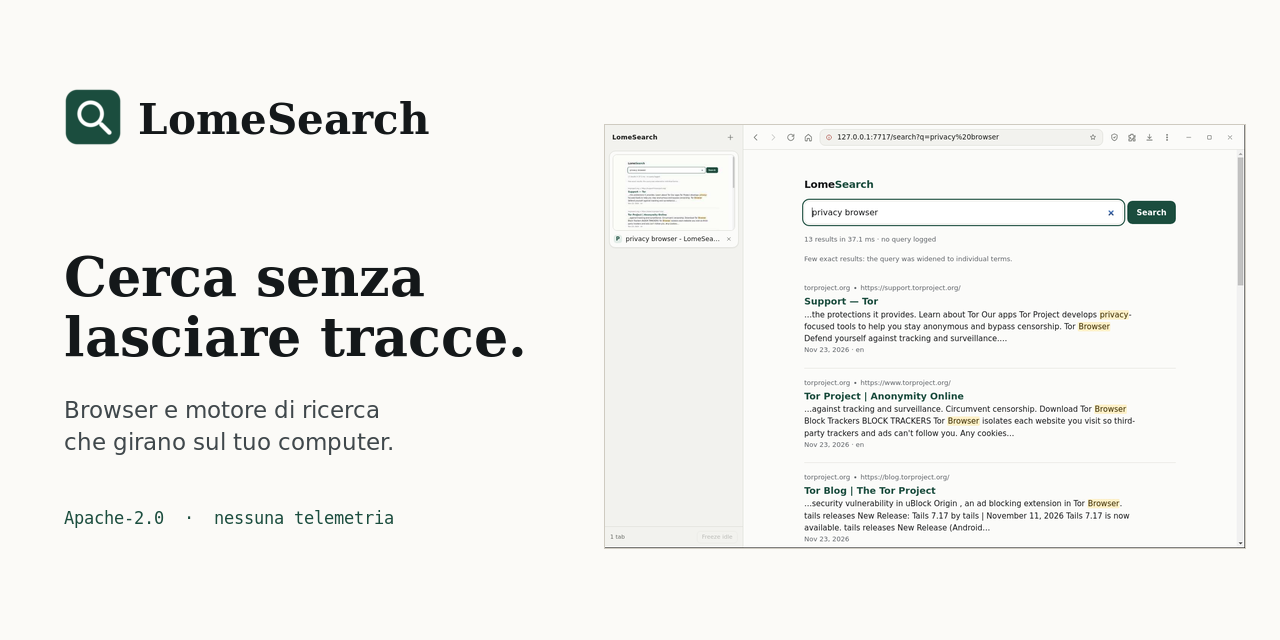 LomeSearch
Cerca senza
lasciare tracce.
Browser e motore di ricerca
che girano sul tuo computer.
Apache-2.0 · nessuna telemetria
LomeSearch
privacy browser - LomeSea...
1 tab
Freeze idle
127.0.0.1:7717/search?q=privacy%20browser
LomeSearch
privacy browser
Search
13 results in 37.1 ms · no query logged
Few exact results: the query was widened to individual terms.
torproject.org • https://support.torproject.org/
Support — Tor
...the protections it provides. Learn about Tor Our apps Tor Project develops privacy-
focused tools to help you stay anonymous and bypass censorship. Tor Browser
Defend yourself against tracking and surveillance....
Nov 23, 2026 · en
torproject.org • https://www.torproject.org/
Tor Project | Anonymity Online
...against tracking and surveillance. Circumvent censorship. Download Tor Browser
Block Trackers BLOCK TRACKERS Tor Browser isolates each website you visit so third-
party trackers and ads can't follow you. Any cookies...
Nov 23, 2026 · en
torproject.org • https://blog.torproject.org/
Tor Blog | The Tor Project
...security vulnerability in uBlock Origin , an ad blocking extension in Tor Browser.
tails releases New Release: Tails 7.17 by tails | November 11, 2026 Tails 7.17 is now
available. tails releases New Release (Android...
Nov 23, 2026